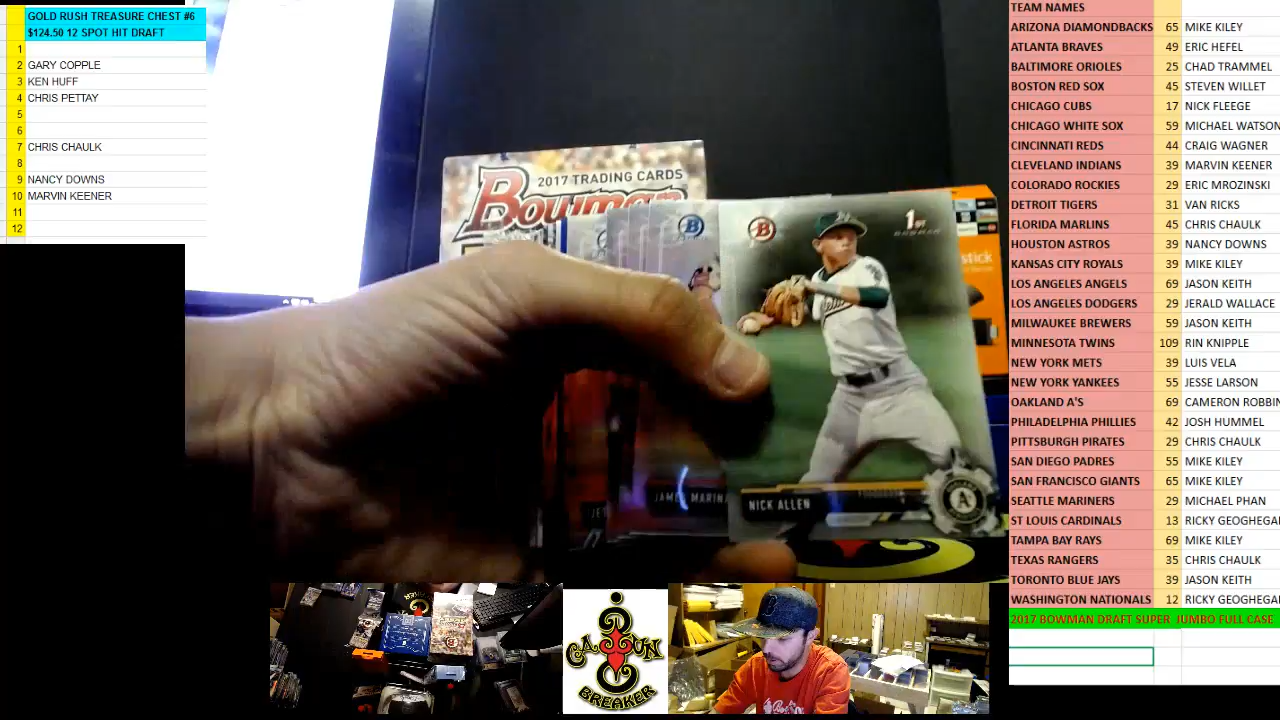 GOLD RUSH TREASURE CHEST #6
$124.50 12 SPOT HIT DRAFT
1
2 GARY COPPLE
3 KEN HUFF
4 CHRIS PETTAY
5
6
7 CHRIS CHAULK
8
9 NANCY DOWNS
10 MARVIN KEENER
11
12
2017 TRADING CARDS
Bowman
1ST
BOWMAN
stick
NICK ALLEN
A
CAJUN
BREAKER
TEAM NAMES
ARIZONA DIAMONDBACKS 65 MIKE KILEY
ATLANTA BRAVES 49 ERIC HEFEL
BALTIMORE ORIOLES 25 CHAD TRAMMEL
BOSTON RED SOX 45 STEVEN WILLET
CHICAGO CUBS 17 NICK FLEEGE
CHICAGO WHITE SOX 59 MICHAEL WATSON
CINCINNATI REDS 44 CRAIG WAGNER
CLEVELAND INDIANS 39 MARVIN KEENER
COLORADO ROCKIES 29 ERIC MROZINSKI
DETROIT TIGERS 31 VAN RICKS
FLORIDA MARLINS 45 CHRIS CHAULK
HOUSTON ASTROS 39 NANCY DOWNS
KANSAS CITY ROYALS 39 MIKE KILEY
LOS ANGELES ANGELS 69 JASON KEITH
LOS ANGELES DODGERS 29 JERALD WALLACE
MILWAUKEE BREWERS 59 JASON KEITH
MINNESOTA TWINS 109 RIN KNIPPLE
NEW YORK METS 39 LUIS VELA
NEW YORK YANKEES 55 JESSE LARSON
OAKLAND A'S 69 CAMERON ROBBIN
PHILADELPHIA PHILLIES 42 JOSH HUMMEL
PITTSBURGH PIRATES 29 CHRIS CHAULK
SAN DIEGO PADRES 55 MIKE KILEY
SAN FRANCISCO GIANTS 65 MIKE KILEY
SEATTLE MARINERS 29 MICHAEL PHAN
ST LOUIS CARDINALS 13 RICKY GEOGHEGA
TAMPA BAY RAYS 69 MIKE KILEY
TEXAS RANGERS 35 CHRIS CHAULK
TORONTO BLUE JAYS 39 JASON KEITH
WASHINGTON NATIONALS 12 RICKY GEOGHEGA
2017 BOWMAN DRAFT SUPER JUMBO FULL CASE